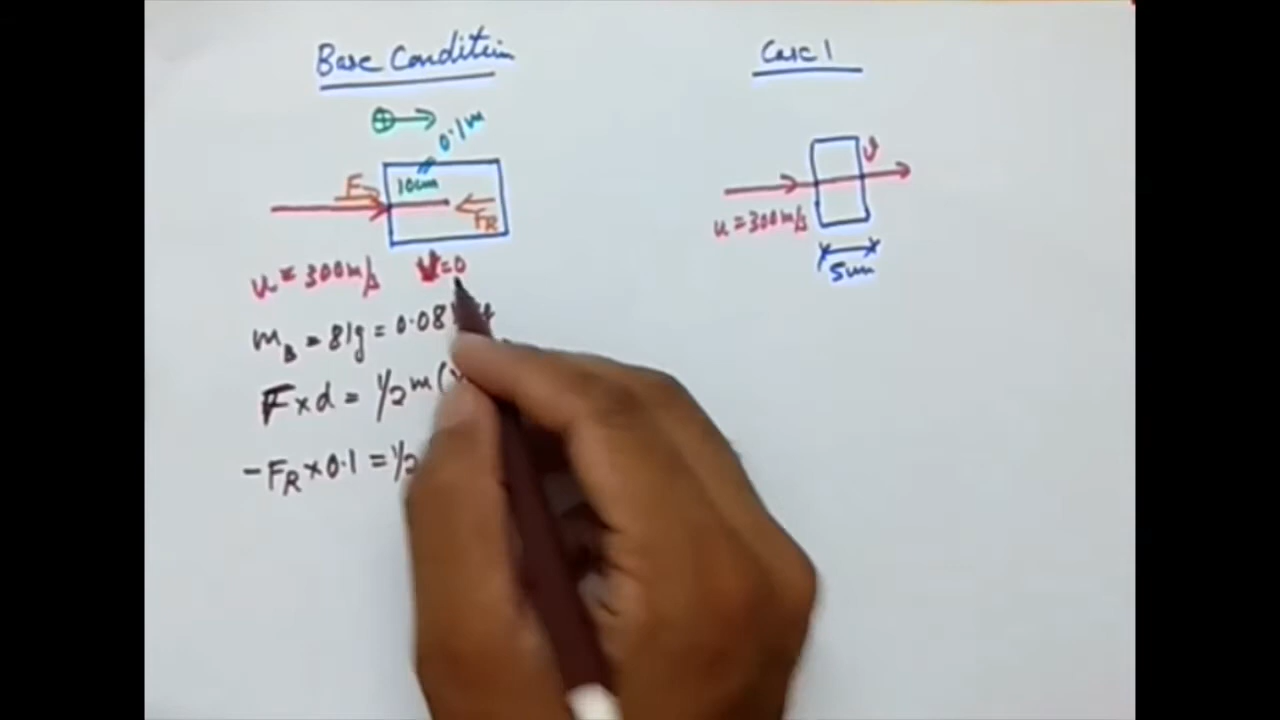 Base Condition
Case 1
0.1m
F
10cm
FR
u = 300m/s
V=0
v
u = 300m/s
5cm
mB = 81g = 0.08
F x d = 1/2 m (
-FR x 0.1 = 1/2